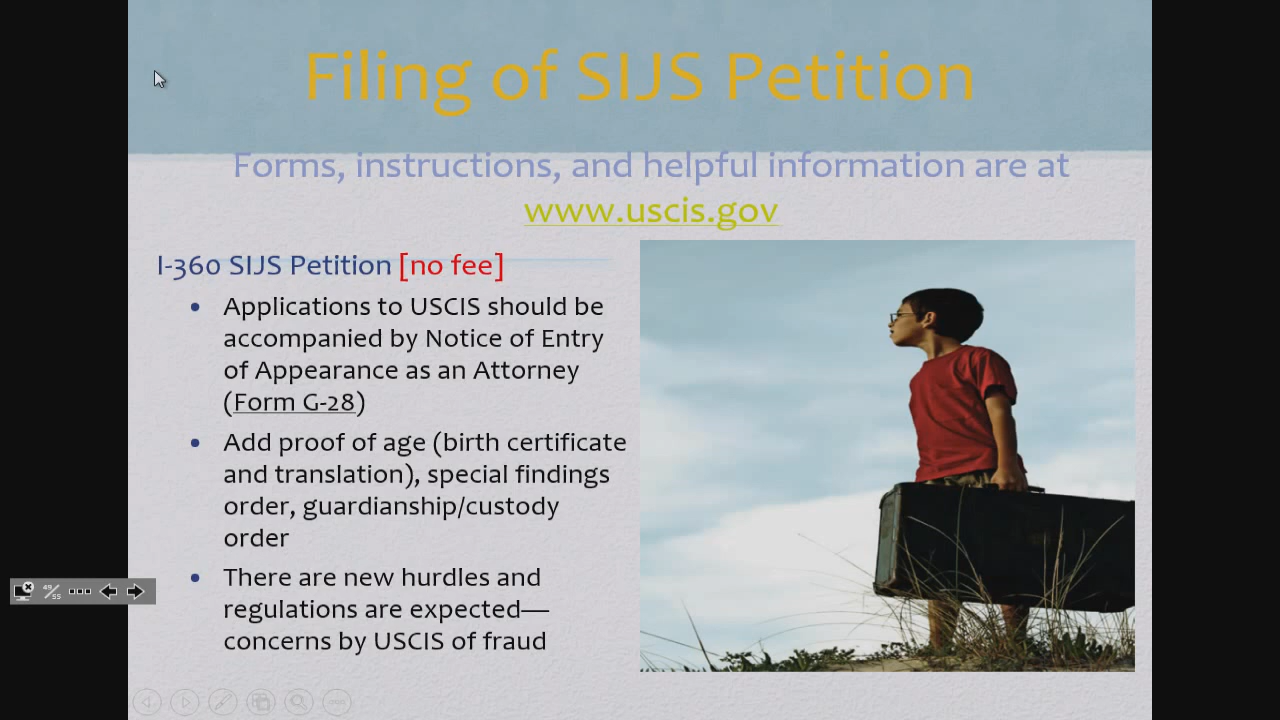 Filing of SIJS Petition
Forms, instructions, and helpful information are at
www.uscis.gov
I-360 SIJS Petition [no fee]
• Applications to USCIS should be
accompanied by Notice of Entry
of Appearance as an Attorney
(Form G-28)
• Add proof of age (birth certificate
and translation), special findings
order, guardianship/custody
order
• There are new hurdles and
regulations are expected—
concerns by USCIS of fraud
49/55